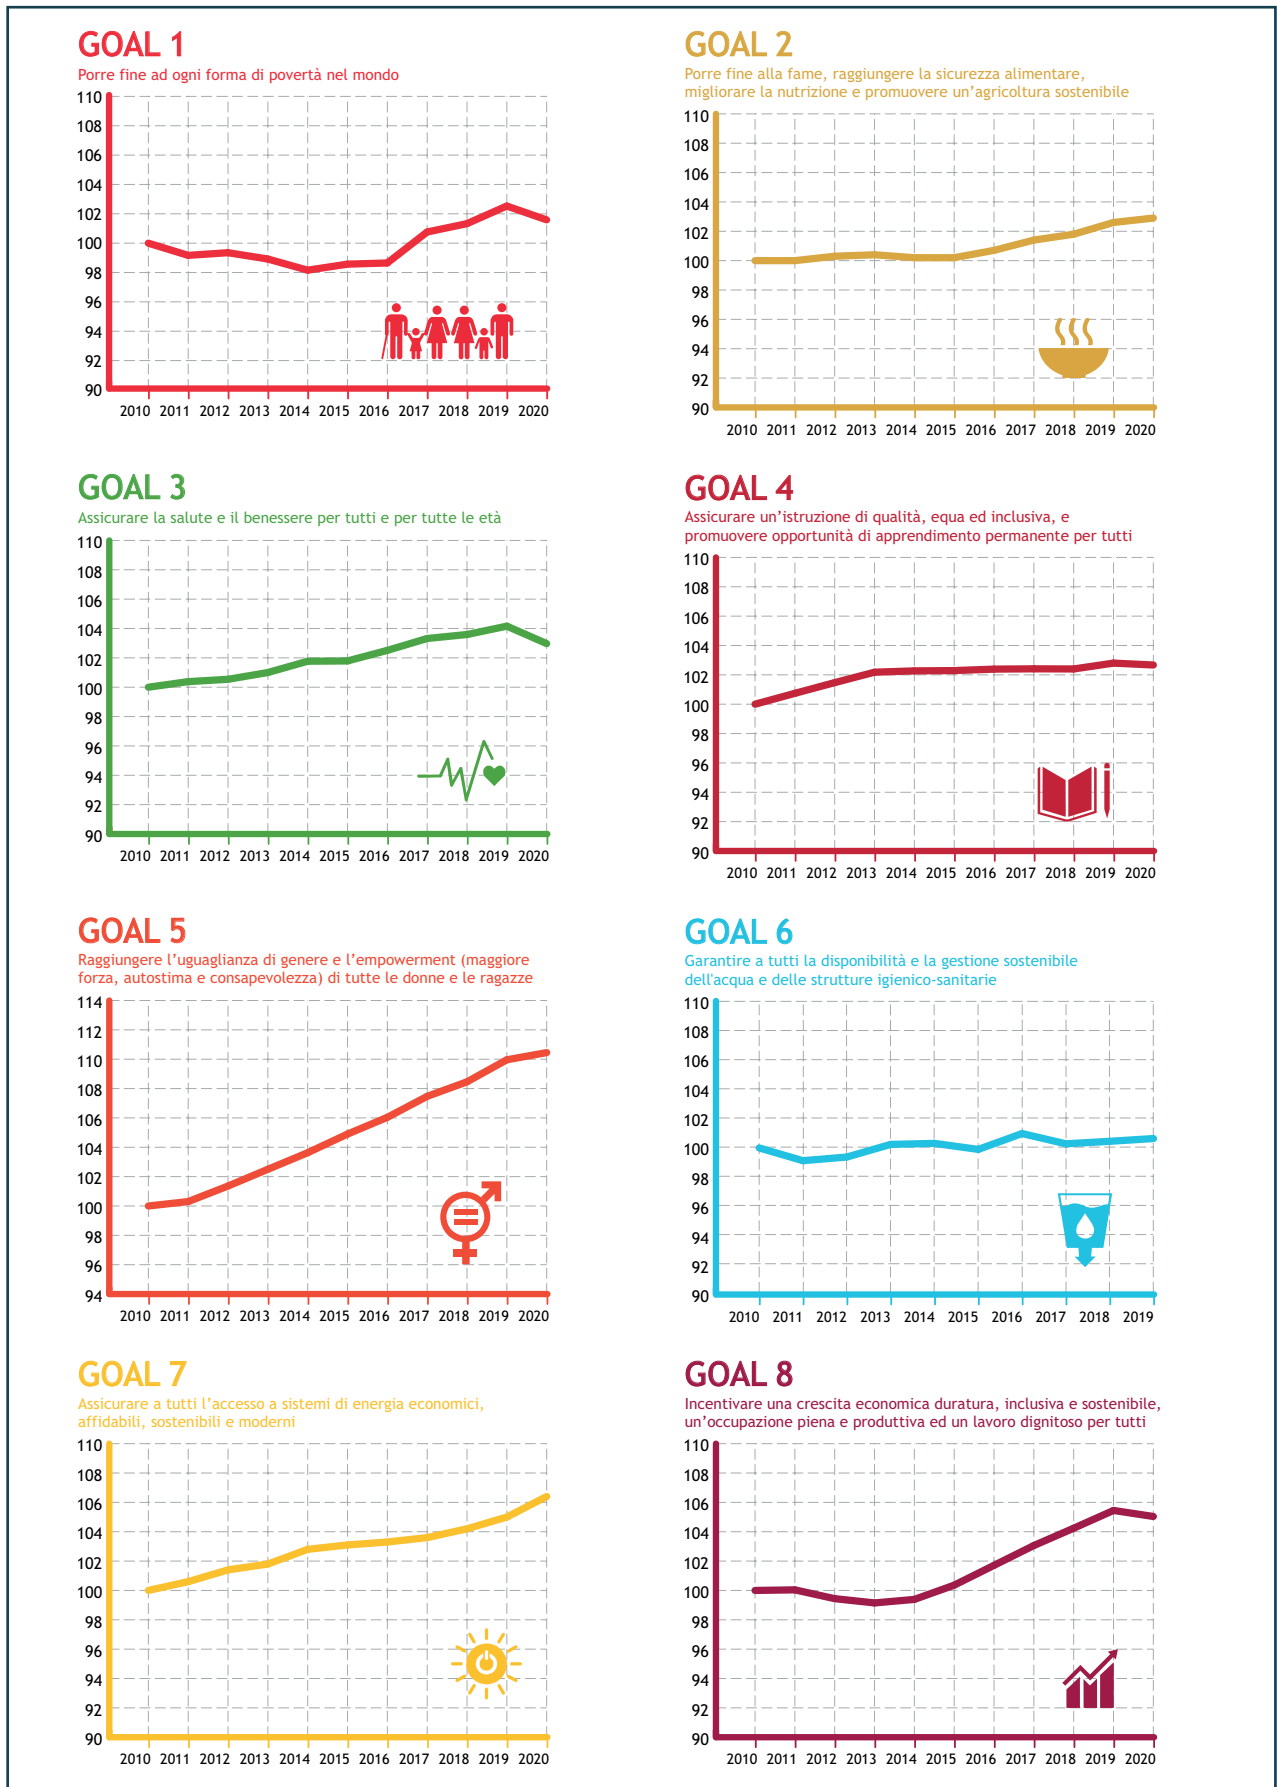 GOAL 1
Porre fine ad ogni forma di povertà nel mondo
110
108
106
104
102
100
98
96
94
92
90
2010 2011 2012 2013 2014 2015 2016 2017 2018 2019 2020
GOAL 2
Porre fine alla fame, raggiungere la sicurezza alimentare,
migliorare la nutrizione e promuovere un’agricoltura sostenibile
110
108
106
104
102
100
98
96
94
92
90
2010 2011 2012 2013 2014 2015 2016 2017 2018 2019 2020
GOAL 3
Assicurare la salute e il benessere per tutti e per tutte le età
110
108
106
104
102
100
98
96
94
92
90
2010 2011 2012 2013 2014 2015 2016 2017 2018 2019 2020
GOAL 4
Assicurare un’istruzione di qualità, equa ed inclusiva, e
promuovere opportunità di apprendimento permanente per tutti
110
108
106
104
102
100
98
96
94
92
90
2010 2011 2012 2013 2014 2015 2016 2017 2018 2019 2020
GOAL 5
Raggiungere l’uguaglianza di genere e l’empowerment (maggiore
forza, autostima e consapevolezza) di tutte le donne e le ragazze
114
112
110
108
106
104
102
100
98
96
94
2010 2011 2012 2013 2014 2015 2016 2017 2018 2019 2020
GOAL 6
Garantire a tutti la disponibilità e la gestione sostenibile
dell'acqua e delle strutture igienico-sanitarie
110
108
106
104
102
100
98
96
94
92
90
2010 2011 2012 2013 2014 2015 2016 2017 2018 2019
GOAL 7
Assicurare a tutti l’accesso a sistemi di energia economici,
affidabili, sostenibili e moderni
110
108
106
104
102
100
98
96
94
92
90
2010 2011 2012 2013 2014 2015 2016 2017 2018 2019 2020
GOAL 8
Incentivare una crescita economica duratura, inclusiva e sostenibile,
un’occupazione piena e produttiva ed un lavoro dignitoso per tutti
110
108
106
104
102
100
98
96
94
92
90
2010 2011 2012 2013 2014 2015 2016 2017 2018 2019 2020